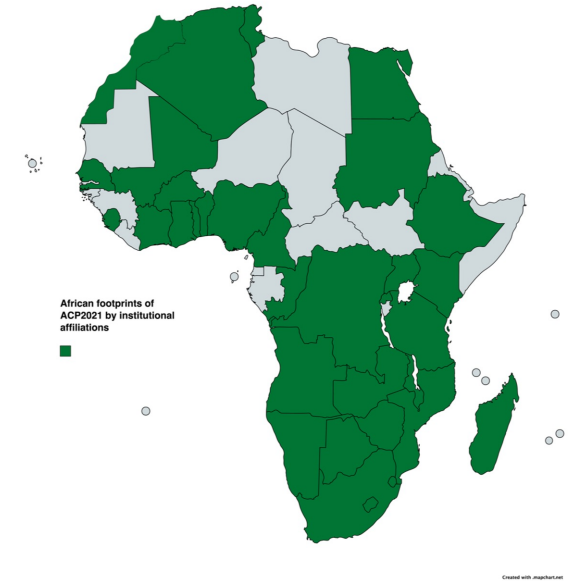 African footprints of
ACP2021 by institutional
affiliations
Created with mapchart.net